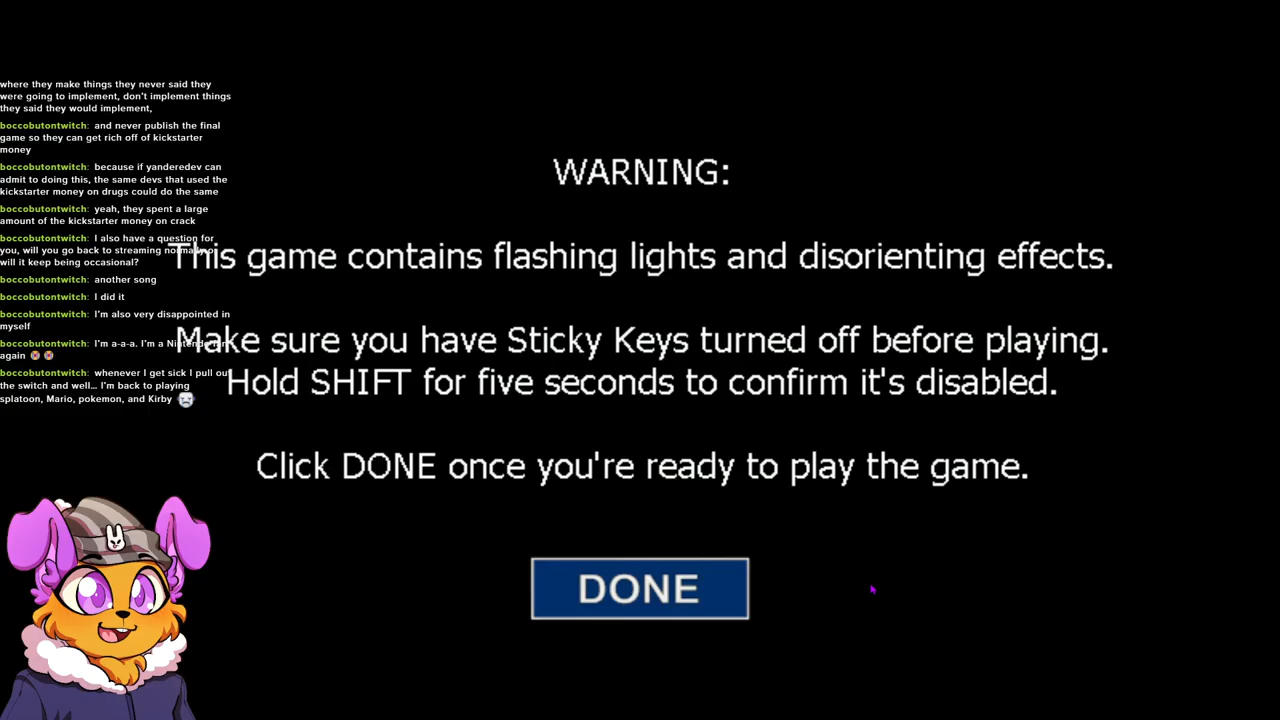 where they make things they never said they
were going to implement, don't implement things
they said they would implement,
boccobutontwitch: and never publish the final
game so they can get rich off of kickstarter
money
boccobutontwitch: because if yanderedev can
admit to doing this, the same devs that used the
kickstarter money on drugs could do the same
boccobutontwitch: yeah, they spent a large
amount of the kickstarter money on crack
boccobutontwitch: I also have a question for
you, will you go back to streaming normally or
will it keep being occasional?
boccobutontwitch: another song
boccobutontwitch: I did it
boccobutontwitch: I'm also very disappointed in
myself
boccobutontwitch: I'm a-a-a. I'm a
again
boccobutontwitch: whenever I get sick I pull out
the switch and well... I'm back to playing
splatoon, Mario, pokemon, and Kirby
WARNING:
This game contains flashing lights and disorienting effects.
Make sure you have Sticky Keys turned off before playing.
Hold SHIFT for five seconds to confirm it's disabled.
Click DONE once you're ready to play the game.
DONE